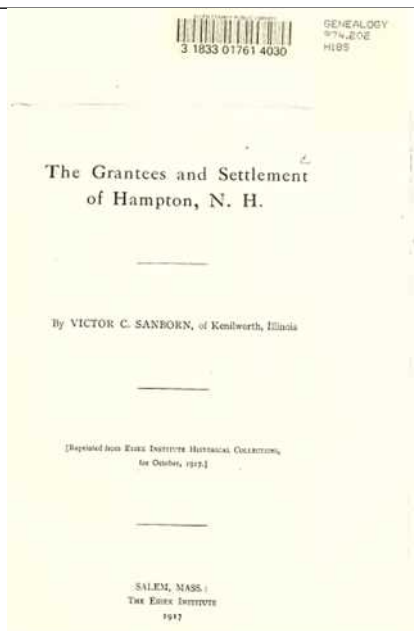 3 1833 01761 4030
GENEALOGY
974.202
H18S
The Grantees and Settlement
of Hampton, N. H.
By VICTOR C. SANBORN, of Kenilworth, Illinois
[Reprinted from ESSEX INSTITUTE HISTORICAL COLLECTIONS,
for October, 1917.]
SALEM, MASS.:
THE ESSEX INSTITUTE
1917